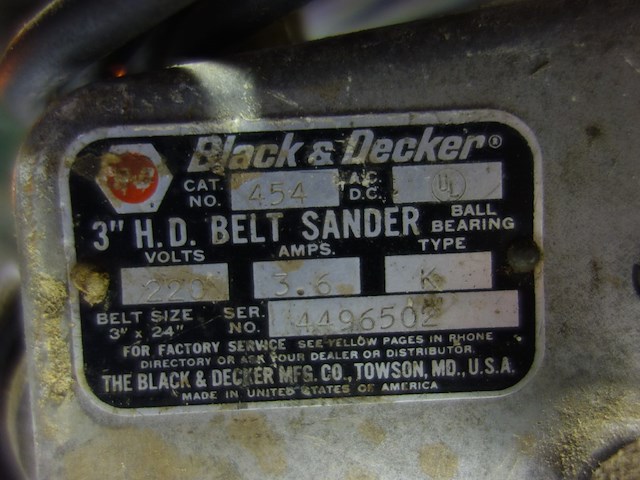 Black & Decker®
CAT. NO. 454 A.C. D.C. UL
3" H.D. BELT SANDER BALL BEARING
VOLTS AMPS. TYPE
220 3.6 K
BELT SIZE 3" x 24" SER. NO. 4496502
FOR FACTORY SERVICE SEE YELLOW PAGES IN PHONE
DIRECTORY OR ASK YOUR DEALER OR DISTRIBUTOR.
THE BLACK & DECKER MFG. CO., TOWSON, MD., U.S.A.
MADE IN UNITED STATES OF AMERICA